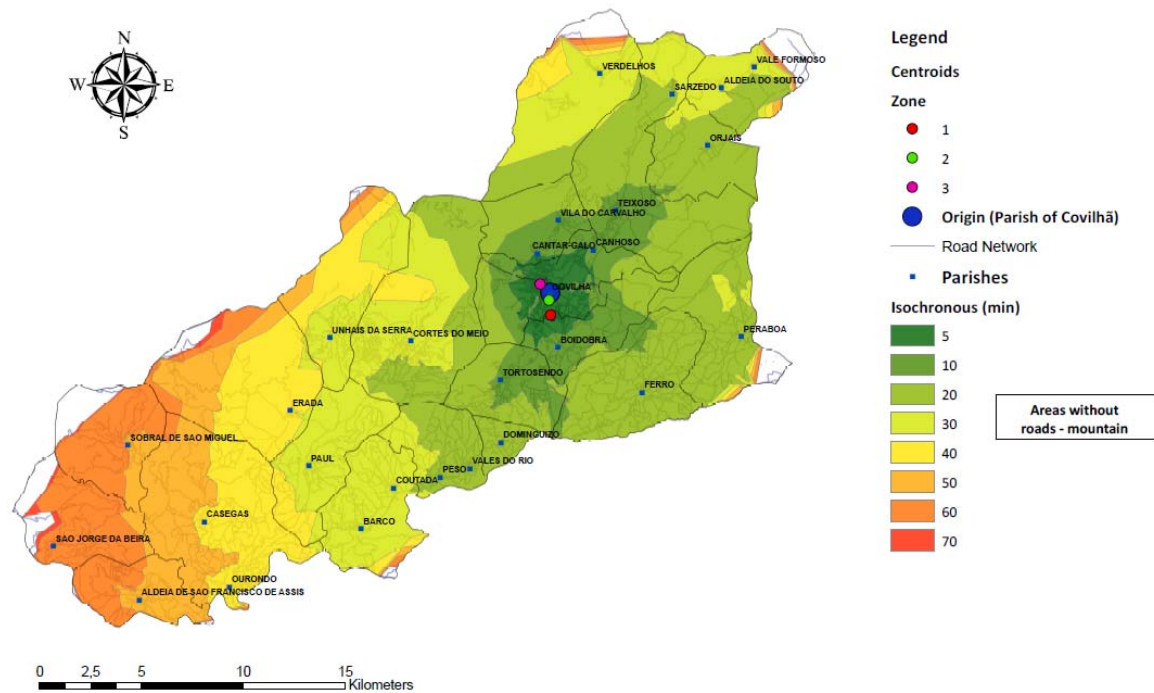 N
W E
S
VERDELHOS
VALE FORMOSO
SARZEDO
ALDEIA DO SOUTO
ORJAIS
TEIXOSO
VILA DO CARVALHO
CANTAR-GALO
CANHOSO
COVILHÃ
UNHAIS DA SERRA
CORTES DO MEIO
PERABOA
BOIDOBRA
TORTOSENDO
FERRO
ERADA
SOBRAL DE SAO MIGUEL
DOMINGUIZO
PAUL
PESO
VALES DO RIO
COUTADA
CASEGAS
BARCO
SAO JORGE DA BEIRA
OURONDO
ALDEIA DE SAO FRANCISCO DE ASSIS
0 2,5 5 10 15
Kilometers
Legend
Centroids
Zone
1
2
3
Origin (Parish of Covilhã)
Road Network
Parishes
Isochronous (min)
5
10
20
30
40
50
60
70
Areas without
roads - mountain